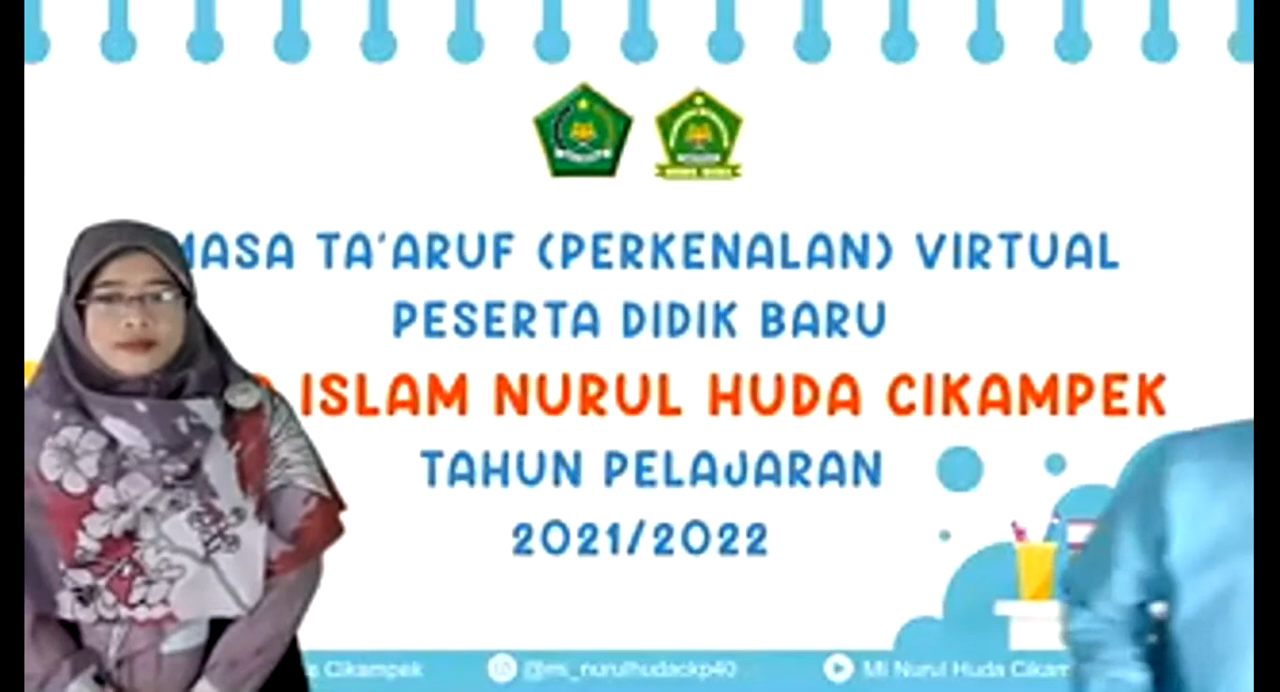 MASA TA'ARUF (PERKENALAN) VIRTUAL
PESERTA DIDIK BARU
ISLAM NURUL HUDA CIKAMPEK
TAHUN PELAJARAN
2021/2022
Cikampek @mi_nurulhudackp40 MI Nurul Huda Cikam